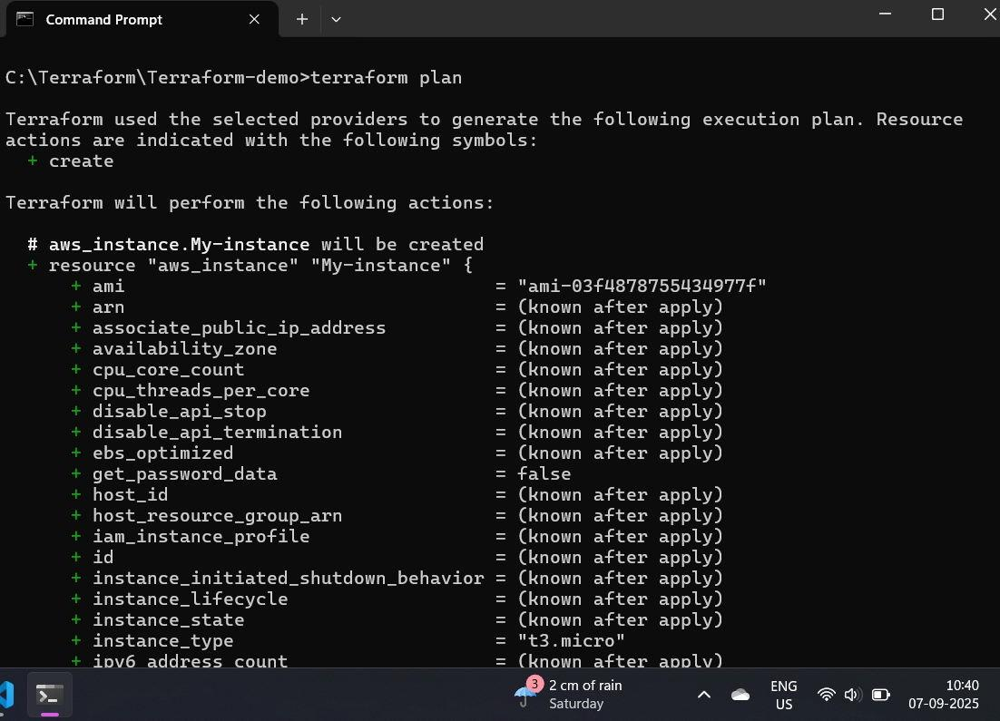 Command Prompt
C:\Terraform\Terraform-demo>terraform plan
Terraform used the selected providers to generate the following execution plan. Resource
actions are indicated with the following symbols:
+ create
Terraform will perform the following actions:
# aws_instance.My-instance will be created
+ resource "aws_instance" "My-instance" {
+ ami = "ami-03f4878755434977f"
+ arn = (known after apply)
+ associate_public_ip_address = (known after apply)
+ availability_zone = (known after apply)
+ cpu_core_count = (known after apply)
+ cpu_threads_per_core = (known after apply)
+ disable_api_stop = (known after apply)
+ disable_api_termination = (known after apply)
+ ebs_optimized = (known after apply)
+ get_password_data = false
+ host_id = (known after apply)
+ host_resource_group_arn = (known after apply)
+ iam_instance_profile = (known after apply)
+ id = (known after apply)
+ instance_initiated_shutdown_behavior = (known after apply)
+ instance_lifecycle = (known after apply)
+ instance_state = (known after apply)
+ instance_type = "t3.micro"
+ ipv6_address_count = (known after apply)
3
2 cm of rain
Saturday
ENG
US
10:40
07-09-2025